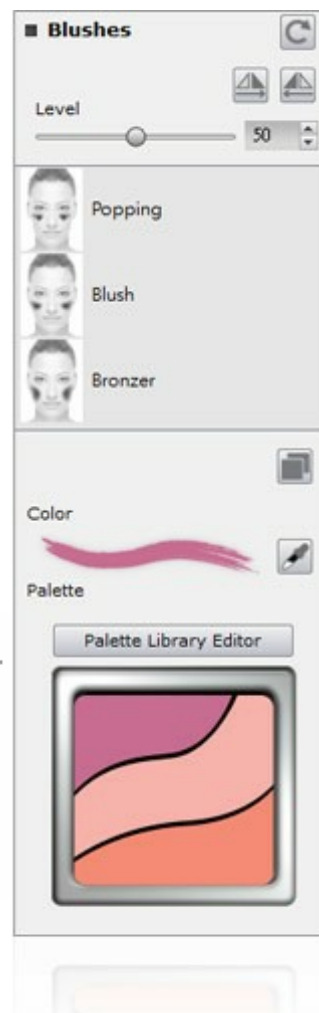 Blushes
Level
50
Popping
Blush
Bronzer
Color
Palette
Palette Library Editor